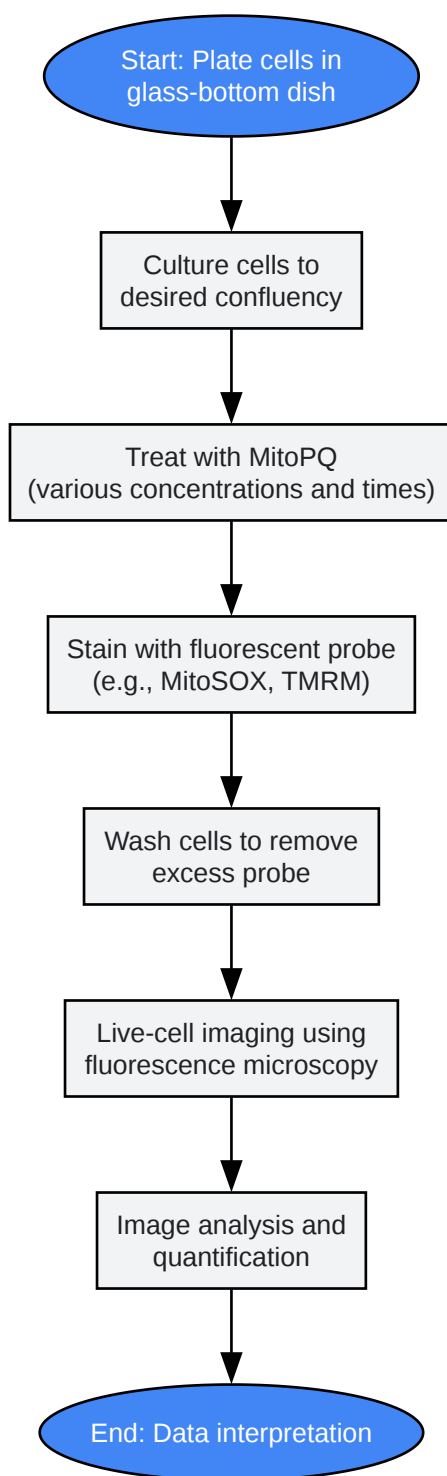 Start: Plate cells in
glass-bottom dish
Culture cells to
desired confluency
Treat with MitoPQ
(various concentrations and times)
Stain with fluorescent probe
(e.g., MitoSOX, TMRM)
Wash cells to remove
excess probe
Live-cell imaging using
fluorescence microscopy
Image analysis and
quantification
End: Data interpretation